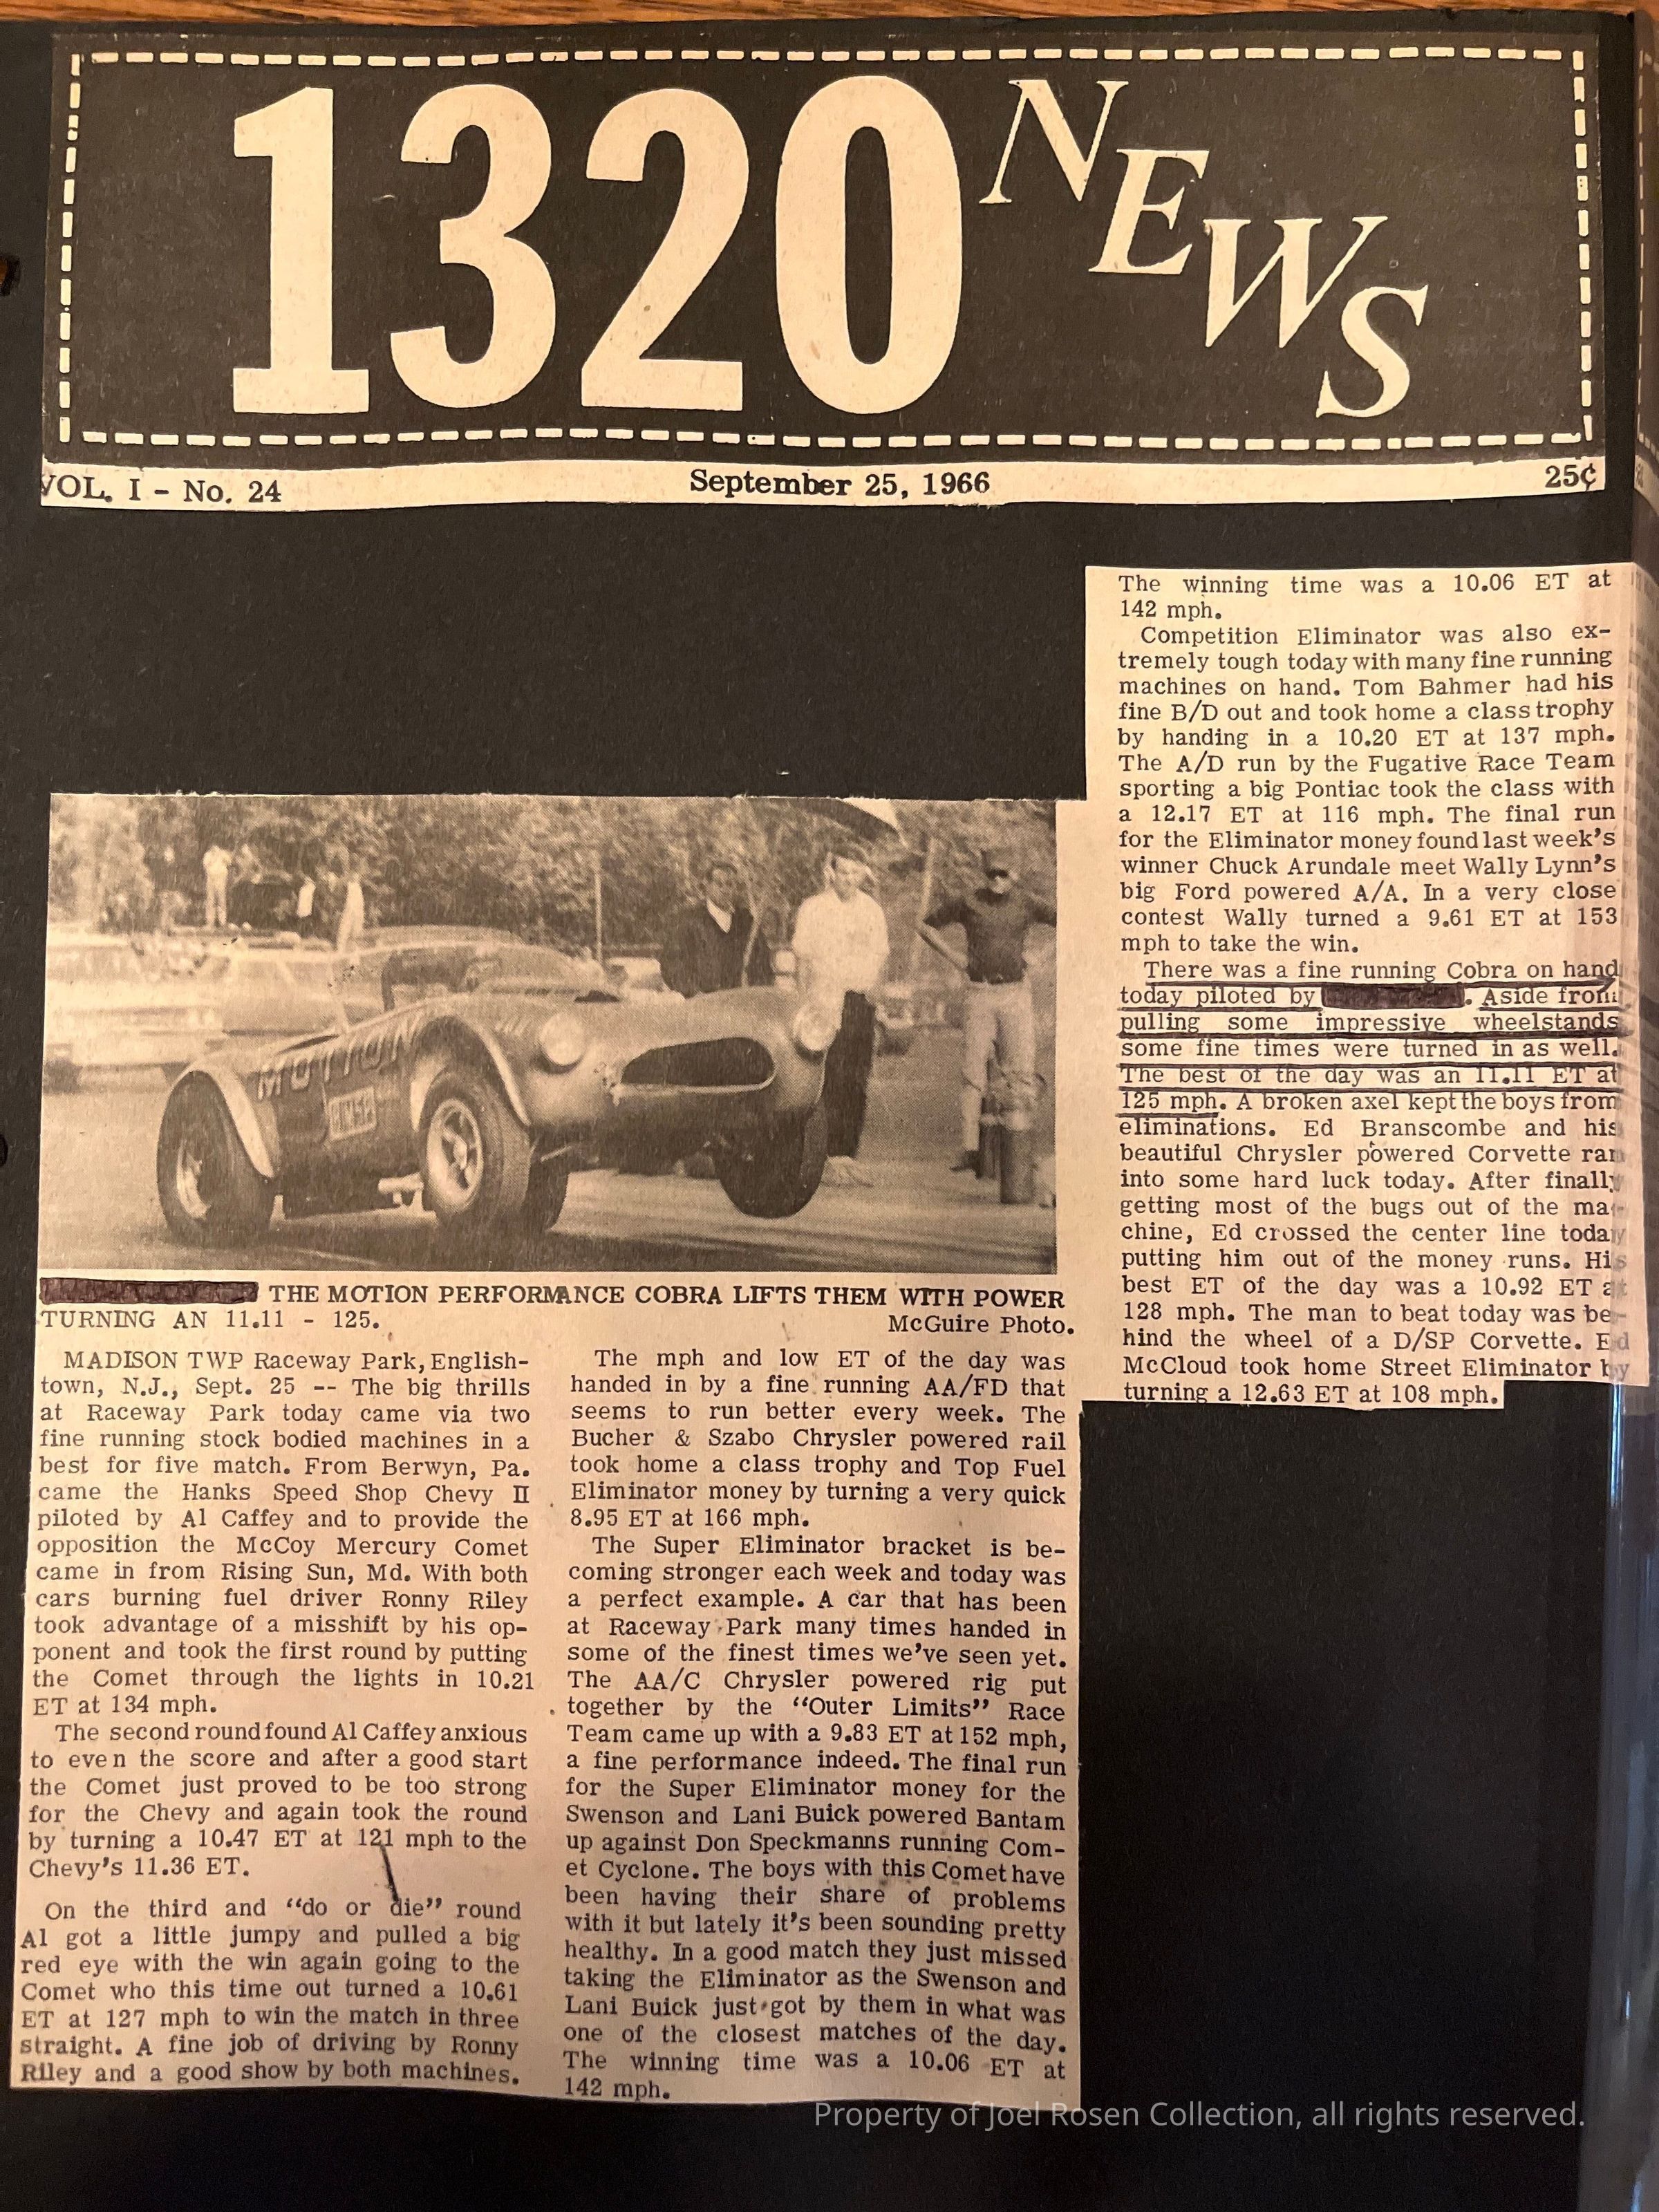 1320 NEWS
VOL. I - No. 24
September 25, 1966
25¢
MOTION
THE MOTION PERFORMANCE COBRA LIFTS THEM WITH POWER
TURNING AN 11.11 - 125.
McGuire Photo.
MADISON TWP Raceway Park, English-
town, N.J., Sept. 25 -- The big thrills
at Raceway Park today came via two
fine running stock bodied machines in a
best for five match. From Berwyn, Pa.
came the Hanks Speed Shop Chevy II
piloted by Al Caffey and to provide the
opposition the McCoy Mercury Comet
came in from Rising Sun, Md. With both
cars burning fuel driver Ronny Riley
took advantage of a misshift by his op-
ponent and took the first round by putting
the Comet through the lights in 10.21
ET at 134 mph.
The second round found Al Caffey anxious
to even the score and after a good start
the Comet just proved to be too strong
for the Chevy and again took the round
by turning a 10.47 ET at 121 mph to the
Chevy's 11.36 ET.
On the third and "do or die" round
Al got a little jumpy and pulled a big
red eye with the win again going to the
Comet who this time out turned a 10.61
ET at 127 mph to win the match in three
straight. A fine job of driving by Ronny
Riley and a good show by both machines.
The mph and low ET of the day was
handed in by a fine running AA/FD that
seems to run better every week. The
Bucher & Szabo Chrysler powered rail
took home a class trophy and Top Fuel
Eliminator money by turning a very quick
8.95 ET at 166 mph.
The Super Eliminator bracket is be-
coming stronger each week and today was
a perfect example. A car that has been
at Raceway Park many times handed in
some of the finest times we've seen yet.
The AA/C Chrysler powered rig put
together by the "Outer Limits" Race
Team came up with a 9.83 ET at 152 mph,
a fine performance indeed. The final run
for the Super Eliminator money for the
Swenson and Lani Buick powered Bantam
up against Don Speckmanns running Com-
et Cyclone. The boys with this Comet have
been having their share of problems
with it but lately it's been sounding pretty
healthy. In a good match they just missed
taking the Eliminator as the Swenson and
Lani Buick just got by them in what was
one of the closest matches of the day.
The winning time was a 10.06 ET at
142 mph.
The winning time was a 10.06 ET at
142 mph.
Competition Eliminator was also ex-
tremely tough today with many fine running
machines on hand. Tom Bahmer had his
fine B/D out and took home a class trophy
by handing in a 10.20 ET at 137 mph.
The A/D run by the Fugative Race Team
sporting a big Pontiac took the class with
a 12.17 ET at 116 mph. The final run
for the Eliminator money found last week's
winner Chuck Arundale meet Wally Lynn's
big Ford powered A/A. In a very close
contest Wally turned a 9.61 ET at 153
mph to take the win.
There was a fine running Cobra on hand
today piloted by . Aside from
pulling some impressive wheelstands
some fine times were turned in as well.
The best of the day was an 11.11 ET at
125 mph. A broken axel kept the boys from
eliminations. Ed Branscombe and his
beautiful Chrysler powered Corvette ran
into some hard luck today. After finally
getting most of the bugs out of the ma-
chine, Ed crossed the center line today
putting him out of the money runs. His
best ET of the day was a 10.92 ET at
128 mph. The man to beat today was be-
hind the wheel of a D/SP Corvette. Ed
McCloud took home Street Eliminator by
turning a 12.63 ET at 108 mph.
Property of Joel Rosen Collection, all rights reserved.